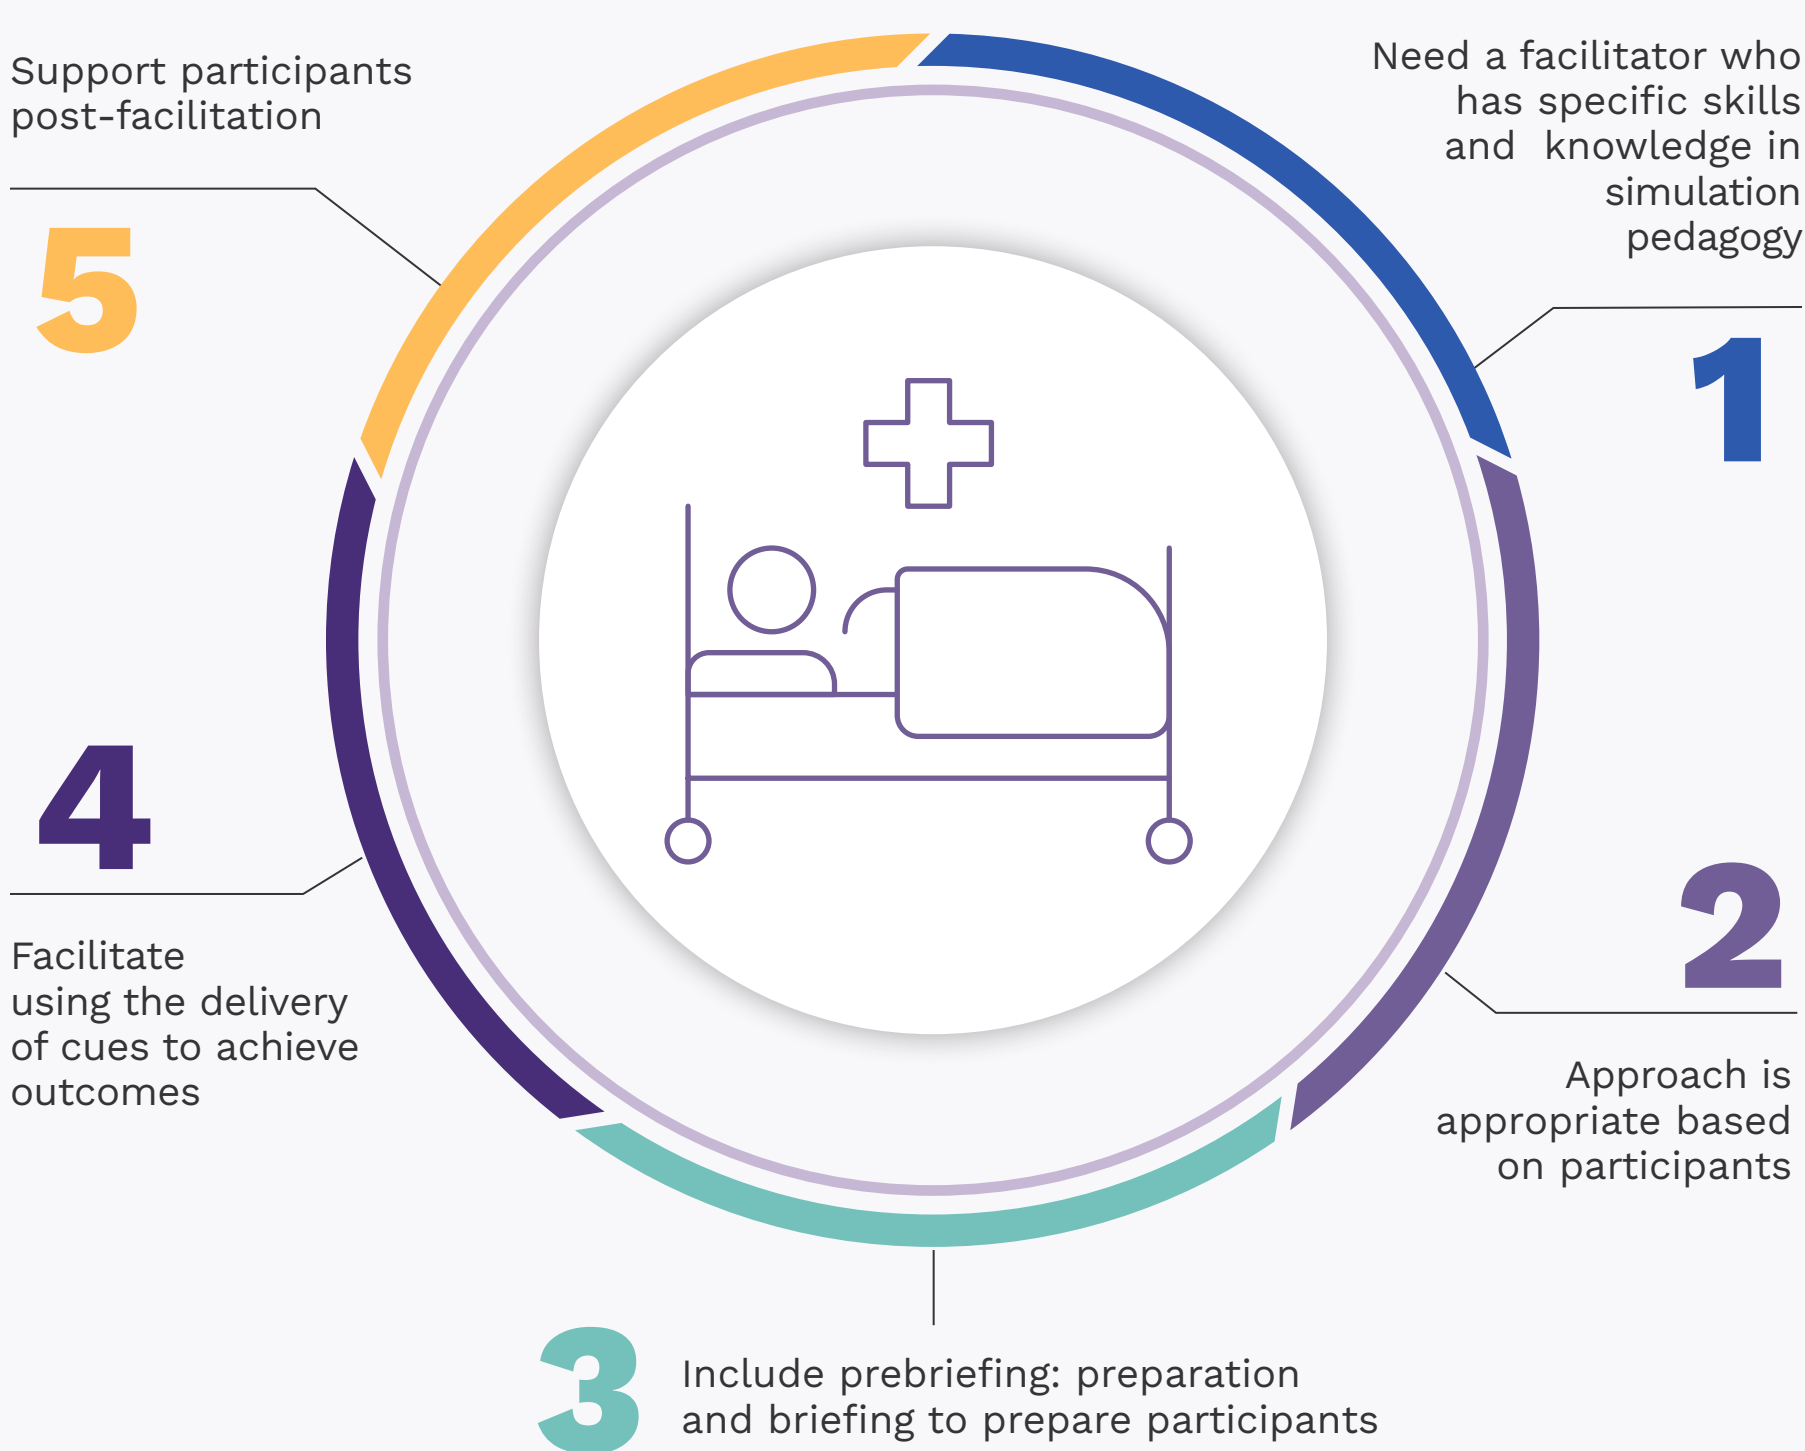 Need a facilitator who
has specific skills
and  knowledge in
simulation
pedagogy
1
2
Approach is
appropriate based
on participants
3
Include prebriefing: preparation
and briefing to prepare participants
4
Facilitate
using the delivery
of cues to achieve
outcomes
Support participants
post-facilitation
5